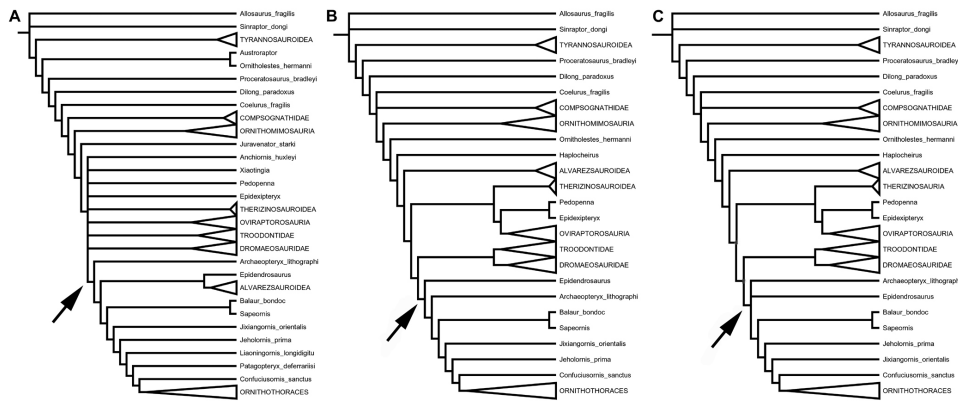 A
Allosaurus_fragilis
Sinraptor_dongi
TYRANNOSAUROIDEA
Austroraptor
Ornitholestes_hermanni
Proceratosaurus_bradleyi
Dilong_paradoxus
Coelurus_fragilis
COMPSOGNATHIDAE
ORNITHOMIMOSAURIA
Juravenator_starki
Anchiornis_huxleyi
Xiaotingia
Pedopenna
Epidexipteryx
THERIZINOSAUROIDEA
OVIRAPTOROSAURIA
TROODONTIDAE
DROMAEOSAURIDAE
Archaeopteryx_lithographi
Epidendrosaurus
ALVAREZSAUROIDEA
Balaur_bondoc
Sapeornis
Jixiangornis_orientalis
Jeholornis_prima
Liaoningornis_longidigitu
Patagopteryx_deferrariisi
Confuciusornis_sanctus
ORNITHOTHORACES
B
Allosaurus_fragilis
Sinraptor_dongi
TYRANNOSAUROIDEA
Proceratosaurus_bradleyi
Dilong_paradoxus
Coelurus_fragilis
COMPSOGNATHIDAE
ORNITHOMIMOSAURIA
Ornitholestes_hermanni
Haplocheirus
ALVAREZSAUROIDEA
THERIZINOSAUROIDEA
Pedopenna
Epidexipteryx
OVIRAPTOROSAURIA
TROODONTIDAE
DROMAEOSAURIDAE
Epidendrosaurus
Archaeopteryx_lithographi
Balaur_bondoc
Sapeornis
Jixiangornis_orientalis
Jeholornis_prima
Confuciusornis_sanctus
ORNITHOTHORACES
C
Allosaurus_fragilis
Sinraptor_dongi
TYRANNOSAUROIDEA
Proceratosaurus_bradleyi
Dilong_paradoxus
Coelurus_fragilis
COMPSOGNATHIDAE
ORNITHOMIMOSAURIA
Ornitholestes_hermanni
Haplocheirus
ALVAREZSAUROIDEA
THERIZINOSAURIA
Pedopenna
Epidexipteryx
OVIRAPTOROSAURIA
TROODONTIDAE
DROMAEOSAURIDAE
Archaeopteryx_lithographi
Epidendrosaurus
Balaur_bondoc
Sapeornis
Jixiangornis_orientalis
Jeholornis_prima
Confuciusornis_sanctus
ORNITHOTHORACES